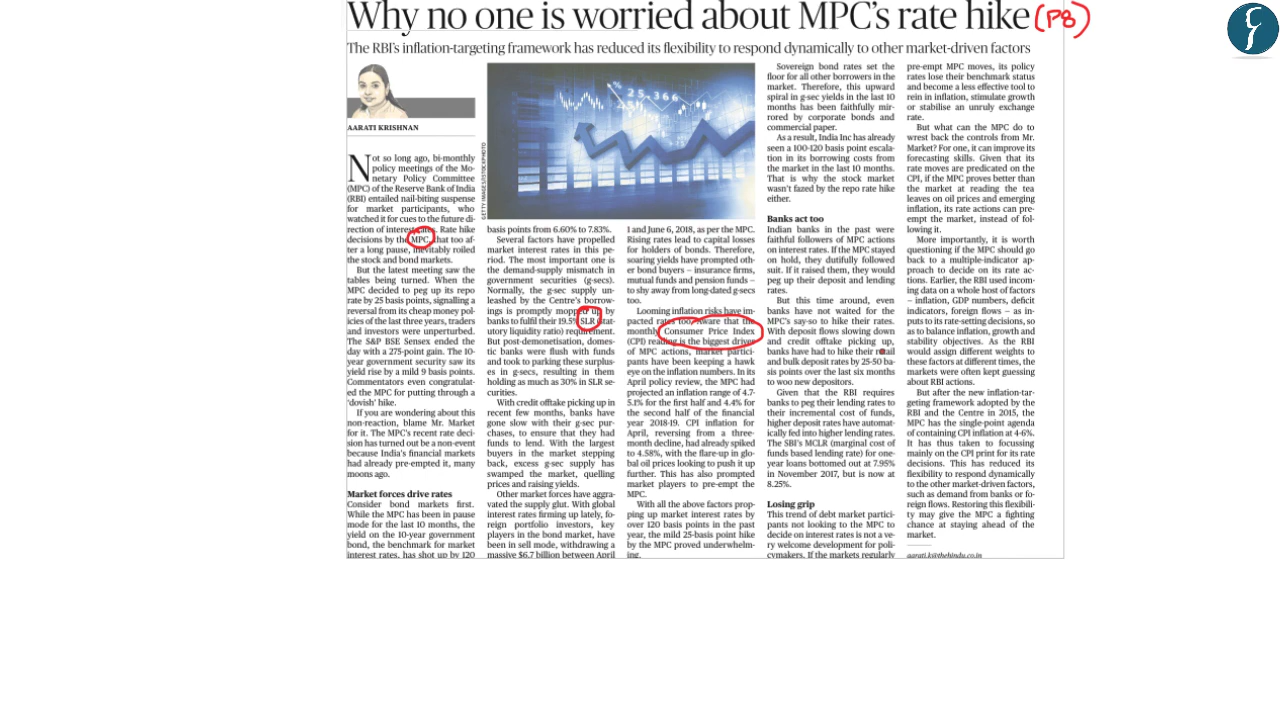 Why no one is worried about MPC's rate hike (P8)
The RBI's inflation-targeting framework has reduced its flexibility to respond dynamically to other market-driven factors
AARATI KRISHNAN
Not so long ago, bi-monthly
policy meetings of the Mo-
netary Policy Committee
(MPC) of the Reserve Bank of India
(RBI) entailed nail-biting suspense
for market participants, who
watched it for cues to the future di-
rection of interest rates. Rate hike
decisions by the MPC, that too af-
ter a long pause, inevitably roiled
the stock and bond markets.
But the latest meeting saw the
tables being turned. When the
MPC decided to peg up its repo
rate by 25 basis points, signalling a
reversal from its cheap money pol-
icies of the last three years, traders
and investors were unperturbed.
The S&P BSE Sensex ended the
day with a 275-point gain. The 10-
year government security saw its
yield rise by a mild 9 basis points.
Commentators even congratulat-
ed the MPC for putting through a
'dovish' hike.
If you are wondering about this
non-reaction, blame Mr. Market
for it. The MPC's recent rate deci-
sion has turned out be a non-event
because India's financial markets
had already pre-empted it, many
moons ago.
Market forces drive rates
Consider bond markets first.
While the MPC has been in pause
mode for the last 10 months, the
yield on the 10-year government
bond, the benchmark for market
interest rates, has shot up by 120
GETTY IMAGES/ISTOCKPHOTO
25,366
basis points from 6.60% to 7.83%.
Several factors have propelled
market interest rates in this pe-
riod. The most important one is
the demand-supply mismatch in
government securities (g-secs).
Normally, the g-sec supply un-
leashed by the Centre's borrow-
ings is promptly mopped up by
banks to fulfil their 19.5% SLR (stat-
utory liquidity ratio) requirement.
But post-demonetisation, domes-
tic banks were flush with funds
and took to parking these surplus-
es in g-secs, resulting in them
holding as much as 30% in SLR se-
curities.
With credit offtake picking up in
recent few months, banks have
gone slow with their g-sec pur-
chases, to ensure that they had
funds to lend. With the largest
buyers in the market stepping
back, excess g-sec supply has
swamped the market, quelling
prices and raising yields.
Other market forces have aggra-
vated the supply glut. With global
interest rates firming up lately, fo-
reign portfolio investors, key
players in the bond market, have
been in sell mode, withdrawing a
massive $6.7 billion between April
1 and June 6, 2018, as per the MPC.
Rising rates lead to capital losses
for holders of bonds. Therefore,
soaring yields have prompted oth-
er bond buyers – insurance firms,
mutual funds and pension funds –
to shy away from long-dated g-secs
too.
Looming inflation risks have im-
pacted rates too. Aware that the
monthly Consumer Price Index
(CPI) reading is the biggest driver
of MPC actions, market partici-
pants have been keeping a hawk
eye on the inflation numbers. In its
April policy review, the MPC had
projected an inflation range of 4.7-
5.1% for the first half and 4.4% for
the second half of the financial
year 2018-19. CPI inflation for
April, reversing from a three-
month decline, had already spiked
to 4.58%, with the flare-up in glo-
bal oil prices looking to push it up
further. This has also prompted
market players to pre-empt the
MPC.
With all the above factors prop-
ping up market interest rates by
over 120 basis points in the past
year, the mild 25-basis point hike
by the MPC proved underwhelm-
ing.
Sovereign bond rates set the
floor for all other borrowers in the
market. Therefore, this upward
spiral in g-sec yields in the last 10
months has been faithfully mir-
rored by corporate bonds and
commercial paper.
As a result, India Inc has already
seen a 100-120 basis point escala-
tion in its borrowing costs from
the market in the last 10 months.
That is why the stock market
wasn't fazed by the repo rate hike
either.
Banks act too
Indian banks in the past were
faithful followers of MPC actions
on interest rates. If the MPC stayed
on hold, they dutifully followed
suit. If it raised them, they would
peg up their deposit and lending
rates.
But this time around, even
banks have not waited for the
MPC's say-so to hike their rates.
With deposit flows slowing down
and credit offtake picking up,
banks have had to hike their retail
and bulk deposit rates by 25-50 ba-
sis points over the last six months
to woo new depositors.
Given that the RBI requires
banks to peg their lending rates to
their incremental cost of funds,
higher deposit rates have automat-
ically fed into higher lending rates.
The SBI's MCLR (marginal cost of
funds based lending rate) for one-
year loans bottomed out at 7.95%
in November 2017, but is now at
8.25%.
Losing grip
This trend of debt market partici-
pants not looking to the MPC to
decide on interest rates is not a ve-
ry welcome development for poli-
cymakers. If the markets regularly
pre-empt MPC moves, its policy
rates lose their benchmark status
and become a less effective tool to
rein in inflation, stimulate growth
or stabilise an unruly exchange
rate.
But what can the MPC do to
wrest back the controls from Mr.
Market? For one, it can improve its
forecasting skills. Given that its
rate moves are predicated on the
CPI, if the MPC proves better than
the market at reading the tea
leaves on oil prices and emerging
inflation, its rate actions can pre-
empt the market, instead of fol-
lowing it.
More importantly, it is worth
questioning if the MPC should go
back to a multiple-indicator ap-
proach to decide on its rate ac-
tions. Earlier, the RBI used incom-
ing data on a whole host of factors
– inflation, GDP numbers, deficit
indicators, foreign flows – as in-
puts to its rate-setting decisions, so
as to balance inflation, growth and
stability objectives. As the RBI
would assign different weights to
these factors at different times, the
markets were often kept guessing
about RBI actions.
But after the new inflation-tar-
geting framework adopted by the
RBI and the Centre in 2015, the
MPC has the single-point agenda
of containing CPI inflation at 4-6%.
It has thus taken to focussing
mainly on the CPI print for its rate
decisions. This has reduced its
flexibility to respond dynamically
to the other market-driven factors,
such as demand from banks or fo-
reign flows. Restoring this flexibili-
ty may give the MPC a fighting
chance at staying ahead of the
market.
aarati.k@thehindu.co.in